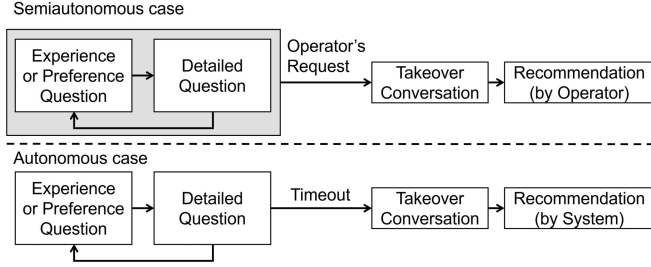 Semiautonomous case
Experience
or Preference
Question
Detailed
Question
Operator's
Request
Takeover
Conversation
Recommendation
(by Operator)
Autonomous case
Experience
or Preference
Question
Detailed
Question
Timeout
Takeover
Conversation
Recommendation
(by System)